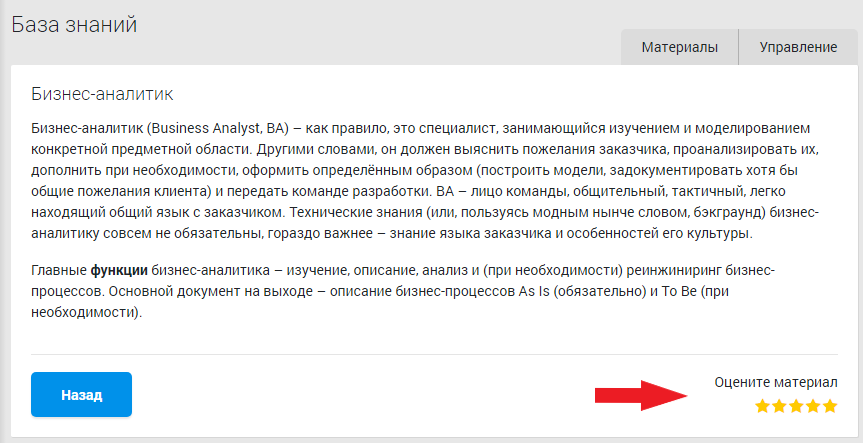 База знаний
Материалы
Управление
Бизнес-аналитик
Бизнес-аналитик (Business Analyst, BA) – как правило, это специалист, занимающийся изучением и моделированием
конкретной предметной области. Другими словами, он должен выяснить пожелания заказчика, проанализировать их,
дополнить при необходимости, оформить определённым образом (построить модели, задокументировать хотя бы
общие пожелания клиента) и передать команде разработки. BA – лицо команды, общительный, тактичный, легко
находящий общий язык с заказчиком. Технические знания (или, пользуясь модным нынче словом, бэкграунд) бизнес-
аналитику совсем не обязательны, гораздо важнее – знание языка заказчика и особенностей его культуры.
Главные функции бизнес-аналитика – изучение, описание, анализ и (при необходимости) реинжиниринг бизнес-
процессов. Основной документ на выходе – описание бизнес-процессов As Is (обязательно) и To Be (при
необходимости).
Назад
Оцените материал